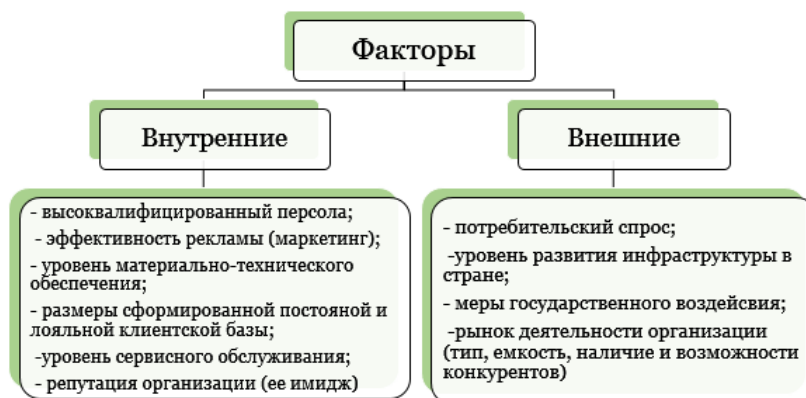 Факторы
Внутренние
- высоквалифицированный персола;
- эффективность рекламы (маркетинг);
- уровень материально-технического
обеспечения;
- размеры сформированной постояной и
лояльной клиентской базы;
-уровень сервисного обслуживания;
- репутация организации (ее имидж)
Внешние
- потребительский спрос;
-уровень развития инфраструктуры в
стране;
- меры государственного воздейсвия;
-рынок деятельности организации
(тип, емкость, наличие и возможности
конкурентов)